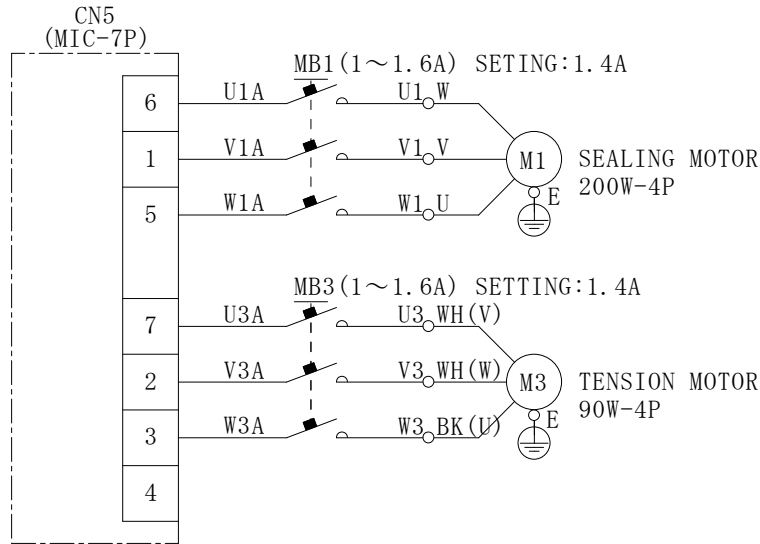 CN5
(MIC-7P)
MB1(1～1.6A) SETING:1.4A
6 U1A U1 W
1 V1A V1 V M1 SEALING MOTOR
200W-4P
5 W1A W1 U E
MB3(1～1.6A) SETTING:1.4A
7 U3A U3 WH(V)
2 V3A V3 WH(W) M3 TENSION MOTOR
90W-4P
3 W3A W3 BK(U) E
4